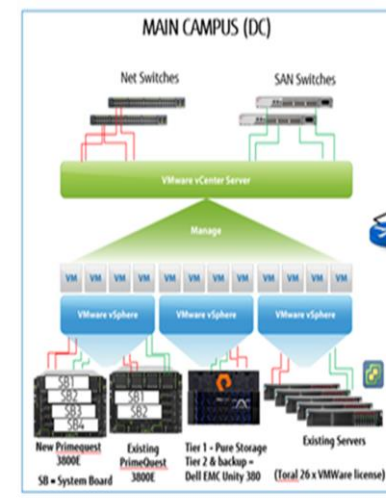 MAIN CAMPUS (DC)
Net Switches
SAN Switches
VMware vCenter Server
Manage
VM VM VM VM VM VM VM VM VM VM VM VM
VMware vSphere
VMware vSphere
VMware vSphere
SB1
SB2
SB3
SB4
SB1
SB2
New Primequest
3800E
SB = System Board
Existing
PrimeQuest
3800E
Tier 1 - Pure Storage
Tier 2 & backup =
Dell EMC Unity 380
Existing Servers
(Total 26 x VMWare license)